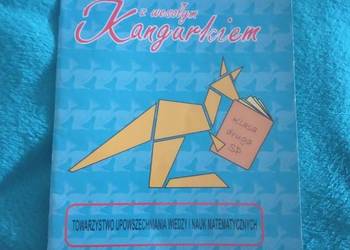 z wesołym
Kangurkiem
klasa
druga
SP
TOWARZYSTWO UPOWSZECHNIANIA WIEDZY I NAUK MATEMATYCZNYCH